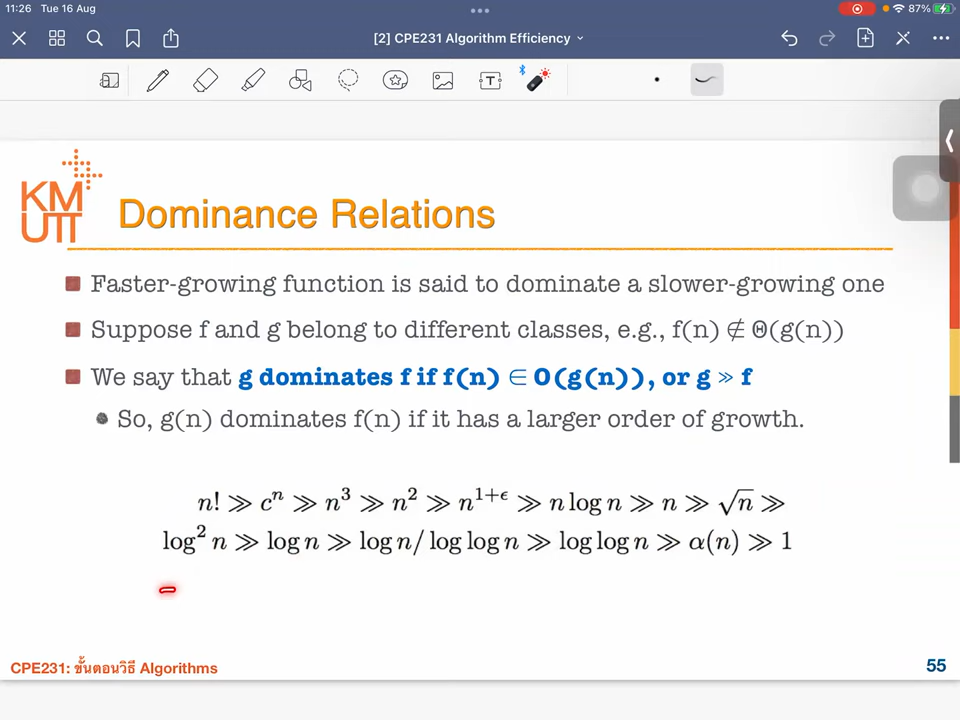 11:26 Tue 16 Aug
87%
[2] CPE231 Algorithm Efficiency
T
KM
UTT
Dominance Relations
Faster-growing function is said to dominate a slower-growing one
Suppose f and g belong to different classes, e.g., f(n) ∉ Θ(g(n))
We say that g dominates f if f(n) ∈ O(g(n)), or g ≫ f
So, g(n) dominates f(n) if it has a larger order of growth.
n! ≫ cⁿ ≫ n³ ≫ n² ≫ n^{1+ϵ} ≫ n log n ≫ n ≫ √n ≫
log² n ≫ log n ≫ log n/ log log n ≫ log log n ≫ α(n) ≫ 1
CPE231: ขั้นตอนวิธี Algorithms
55